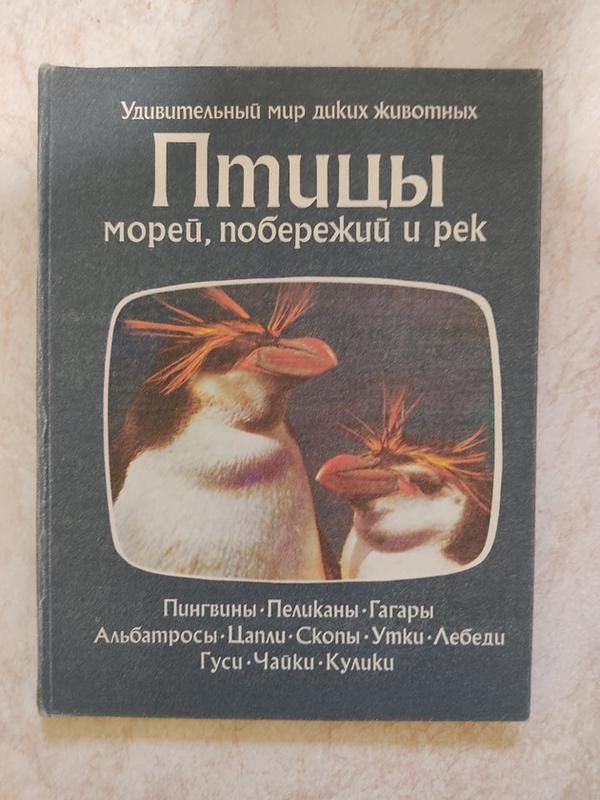 Удивительный мир диких животных
Птицы
морей, побережий и рек
Пингвины · Пеликаны · Гагары
Альбатросы · Цапли · Скопы · Утки · Лебеди
Гуси · Чайки · Кулики